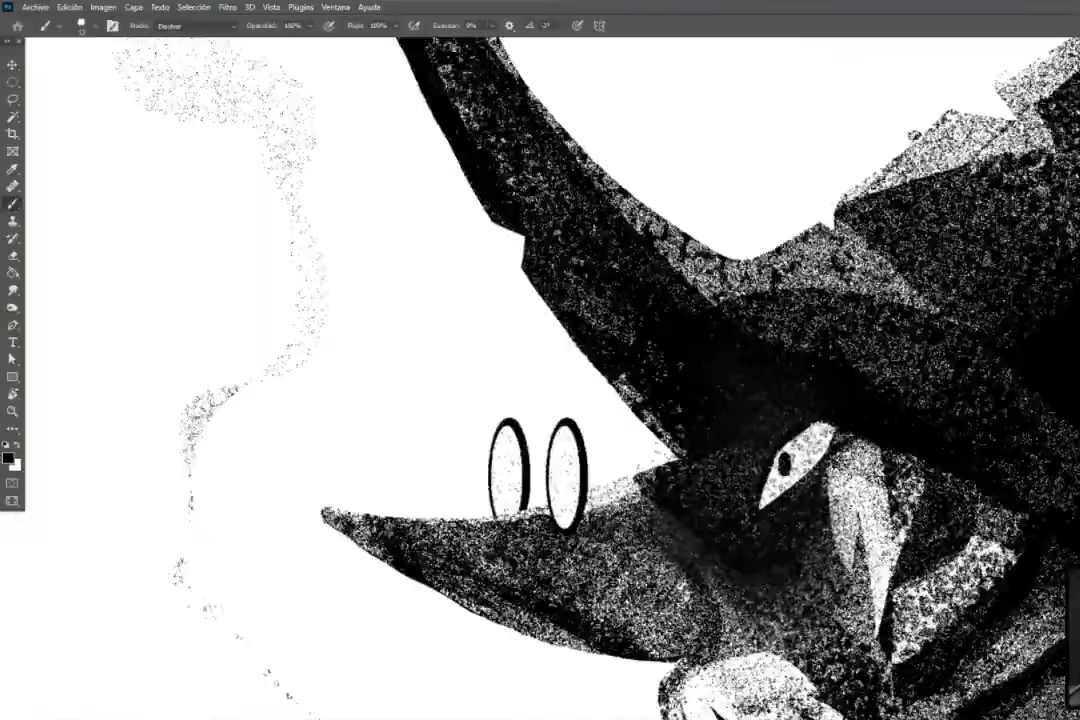 Ps Archivo Edición Imagen Capa Texto Selección Filtro 3D Vista Plugins Ventana Ayuda
Modo: Disolver Opacidad: 100% Flujo: 100% Suavizar: 0%